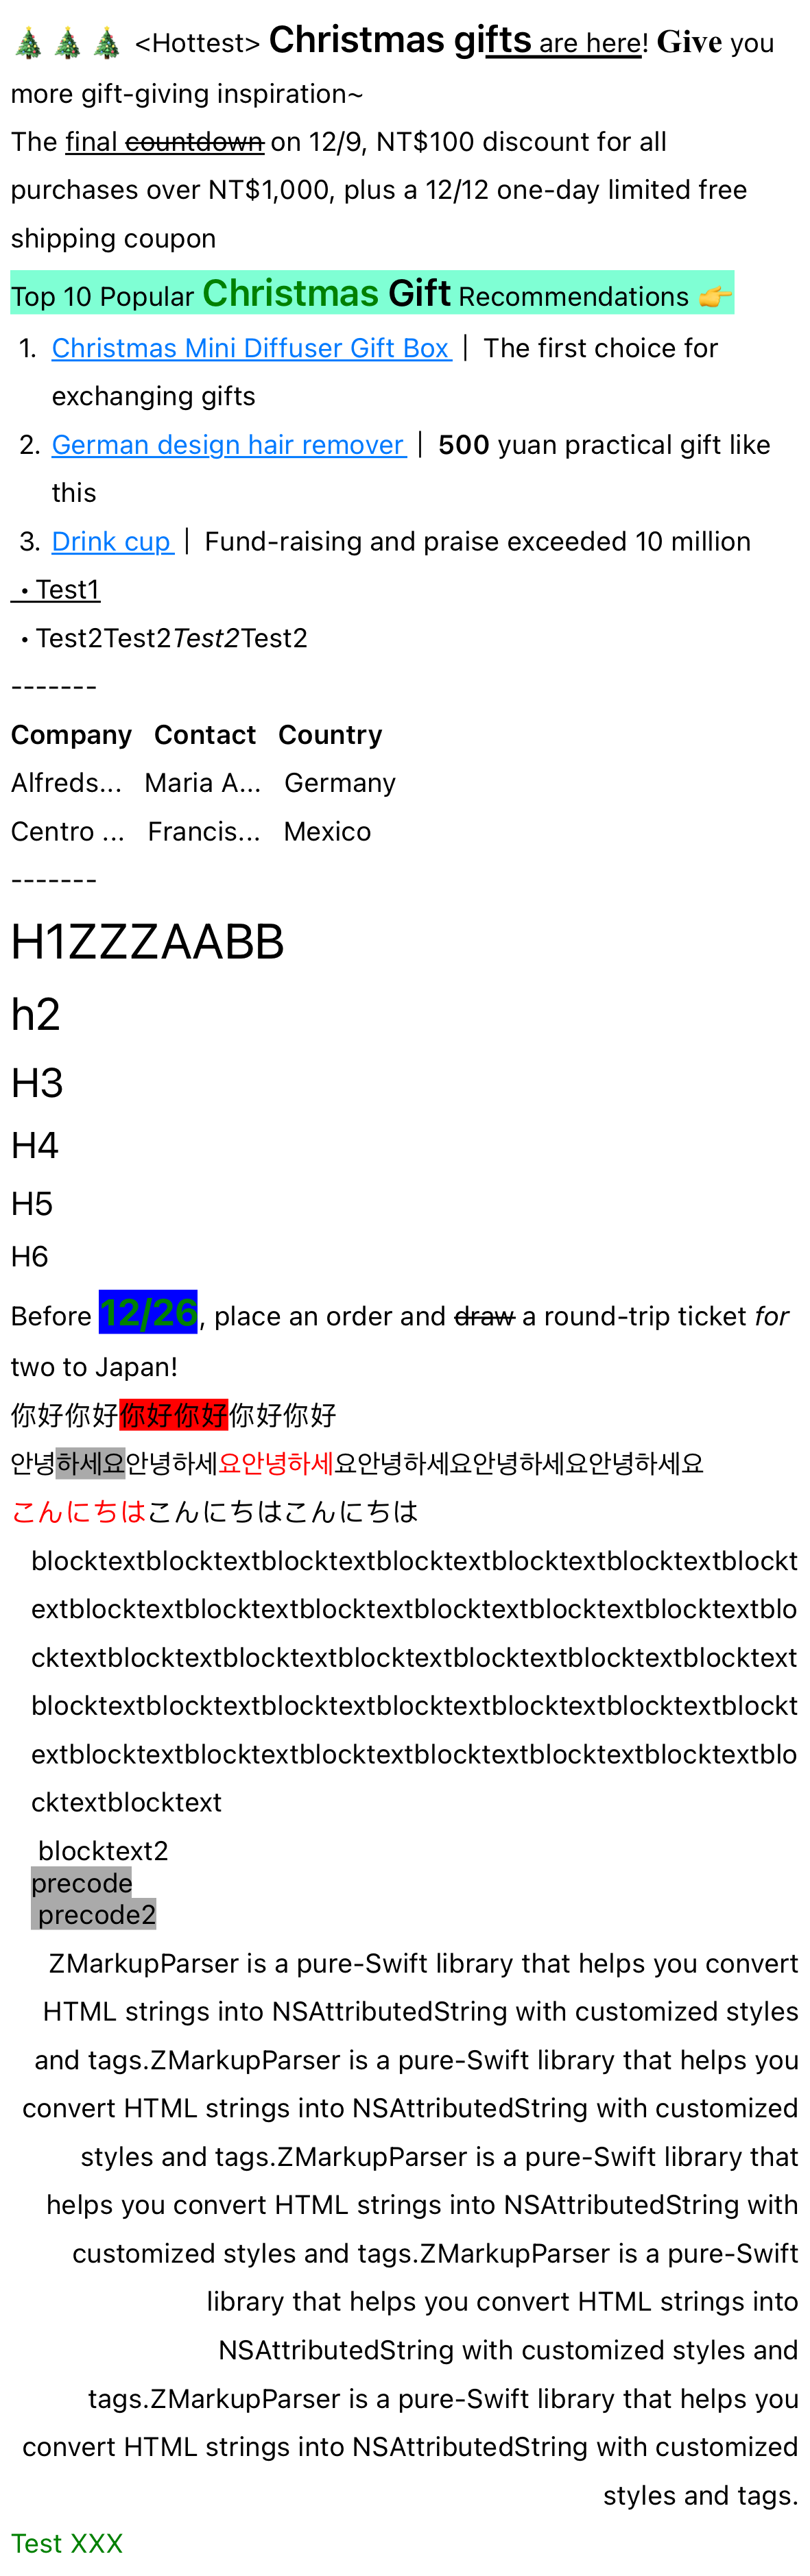 🎄🎄🎄 <Hottest> Christmas gifts are here! Give you
more gift-giving inspiration~
The final countdown on 12/9, NT$100 discount for all
purchases over NT$1,000, plus a 12/12 one-day limited free
shipping coupon
Top 10 Popular Christmas Gift Recommendations 👉
1. Christmas Mini Diffuser Gift Box | The first choice for
exchanging gifts
2. German design hair remover | 500 yuan practical gift like
this
3. Drink cup | Fund-raising and praise exceeded 10 million
• Test1
• Test2Test2Test2Test2
-------
Company Contact Country
Alfreds... Maria A... Germany
Centro ... Francis... Mexico
-------
H1ZZZAABB
h2
H3
H4
H5
H6
Before 12/26, place an order and draw a round-trip ticket for
two to Japan!
你好你好你好你好你好你好
안녕하세요안녕하세요안녕하세요안녕하세요안녕하세요안녕하세요
こんにちはこんにちはこんにちは
blocktextblocktextblocktextblocktextblocktextblocktextblockt
extblocktextblocktextblocktextblocktextblocktextblocktextblo
cktextblocktextblocktextblocktextblocktextblocktextblocktext
blocktextblocktextblocktextblocktextblocktextblocktextblockt
extblocktextblocktextblocktextblocktextblocktextblocktextblo
cktextblocktext
blocktext2
precode
precode2
ZMarkupParser is a pure-Swift library that helps you convert
HTML strings into NSAttributedString with customized styles
and tags.ZMarkupParser is a pure-Swift library that helps you
convert HTML strings into NSAttributedString with customized
styles and tags.ZMarkupParser is a pure-Swift library that
helps you convert HTML strings into NSAttributedString with
customized styles and tags.ZMarkupParser is a pure-Swift
library that helps you convert HTML strings into
NSAttributedString with customized styles and
tags.ZMarkupParser is a pure-Swift library that helps you
convert HTML strings into NSAttributedString with customized
styles and tags.
Test XXX